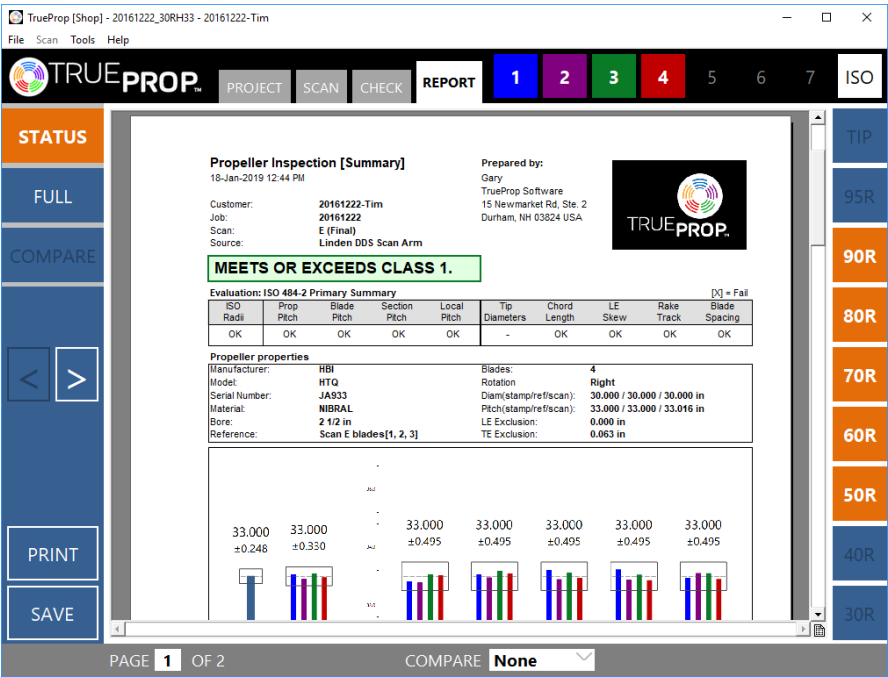 TrueProp [Shop] - 20161222_30RH33 - 20161222-Tim
File Scan Tools Help
TRUEPROP™ PROJECT SCAN CHECK REPORT 1 2 3 4 5 6 7 ISO
STATUS
FULL
COMPARE
< >
PRINT
SAVE
Propeller Inspection [Summary]
18-Jan-2019 12:44 PM
Customer: 20161222-Tim
Job: 20161222
Scan: E (Final)
Source: Linden DDS Scan Arm
Prepared by:
Gary
TrueProp Software
15 Newmarket Rd, Ste. 2
Durham, NH 03824 USA
TRUEPROP™
MEETS OR EXCEEDS CLASS 1.
Evaluation: ISO 484-2 Primary Summary [X] = Fail
ISO Prop Blade Section Local Tip Chord LE Rake Blade
Radii Pitch Pitch Pitch Pitch Diameters Length Skew Track Spacing
OK OK OK OK OK - OK OK OK OK
Propeller properties
Manufacturer: HBI Blades: 4
Model: HTQ Rotation Right
Serial Number: JA933 Diam(stamp/ref/scan): 30.000 / 30.000 / 30.000 in
Material: NIBRAL Pitch(stamp/ref/scan): 33.000 / 33.000 / 33.016 in
Bore: 2 1/2 in LE Exclusion: 0.000 in
Reference: Scan E blades[1, 2, 3] TE Exclusion: 0.063 in
33.000 33.000 33.000 33.000 33.000 33.000 33.000
±0.248 ±0.330 ±0.495 ±0.495 ±0.495 ±0.495 ±0.495
TIP
95R
90R
80R
70R
60R
50R
40R
30R
PAGE 1 OF 2 COMPARE None